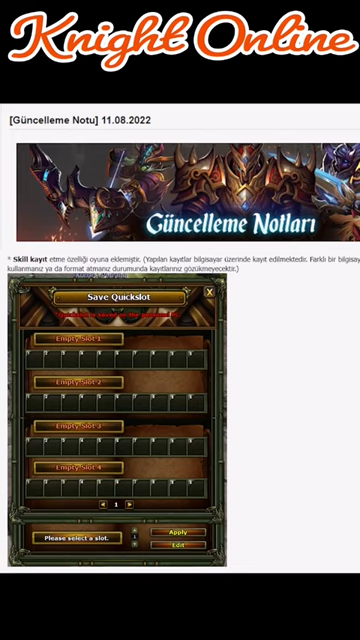 Knight Online
[Güncelleme Notu] 11.08.2022
Güncelleme Notları
* Skill kayıt etme özelliği oyuna eklemiştir. (Yapılan kayıtlar bilgisayar üzerinde kayıt edilmektedir. Farklı bir bilgisay
kullanmanız ya da format atmanız durumunda kayıtlarınız gözükmeyecektir.)
Save Quickslot
X
Empty Slot 1
Empty Slot 2
Empty Slot 3
Empty Slot 4
1
Please select a slot.
1
Apply
Edit